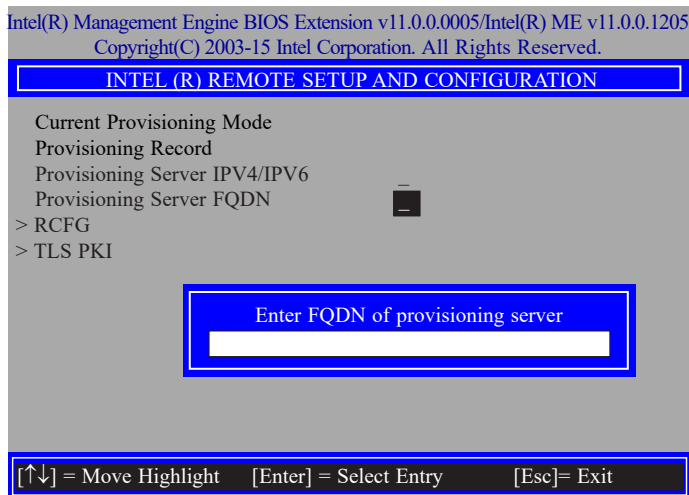 Intel(R) Management Engine BIOS Extension v11.0.0.0005/Intel(R) ME v11.0.0.1205
Copyright(C) 2003-15 Intel Corporation. All Rights Reserved.
INTEL (R) REMOTE SETUP AND CONFIGURATION
Current Provisioning Mode
Provisioning Record
Provisioning Server IPV4/IPV6 _
Provisioning Server FQDN _
> RCFG
> TLS PKI
Enter FQDN of provisioning server
[↑↓] = Move Highlight [Enter] = Select Entry [Esc]= Exit